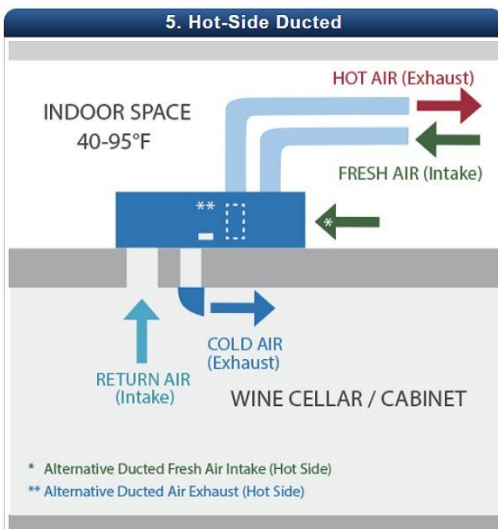 5. Hot-Side Ducted
HOT AIR (Exhaust)
INDOOR SPACE
40-95°F
FRESH AIR (Intake)
**
*
COLD AIR
(Exhaust)
RETURN AIR
(Intake)
WINE CELLAR / CABINET
* Alternative Ducted Fresh Air Intake (Hot Side)
** Alternative Ducted Air Exhaust (Hot Side)